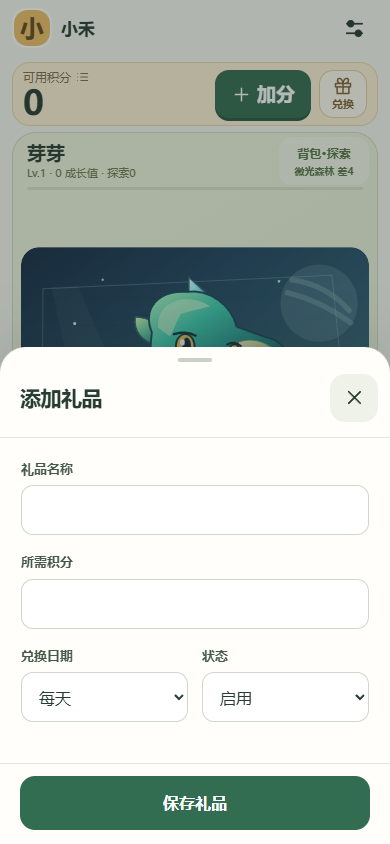 小 小禾
可用积分
0
+ 加分
兑换
芽芽
Lv.1 · 0 成长值 · 探索0
背包•探索
微光森林 差4
添加礼品
礼品名称
所需积分
兑换日期
状态
每天
启用
保存礼品